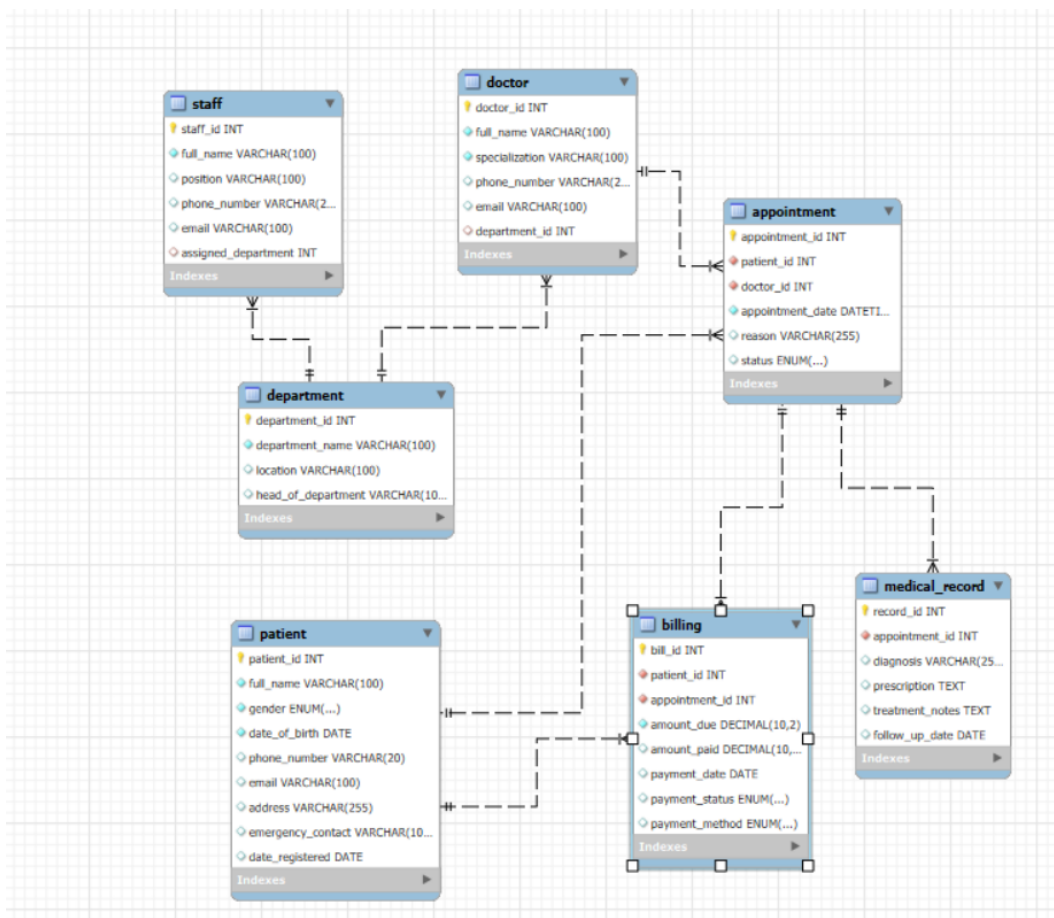 staff
staff_id INT
full_name VARCHAR(100)
position VARCHAR(100)
phone_number VARCHAR(2...
email VARCHAR(100)
assigned_department INT
Indexes
doctor
doctor_id INT
full_name VARCHAR(100)
specialization VARCHAR(100)
phone_number VARCHAR(2...
email VARCHAR(100)
department_id INT
Indexes
appointment
appointment_id INT
patient_id INT
doctor_id INT
appointment_date DATETI...
reason VARCHAR(255)
status ENUM(...)
Indexes
department
department_id INT
department_name VARCHAR(100)
location VARCHAR(100)
head_of_department VARCHAR(10...
Indexes
patient
patient_id INT
full_name VARCHAR(100)
gender ENUM(...)
date_of_birth DATE
phone_number VARCHAR(20)
email VARCHAR(100)
address VARCHAR(255)
emergency_contact VARCHAR(10...
date_registered DATE
Indexes
billing
bill_id INT
patient_id INT
appointment_id INT
amount_due DECIMAL(10,2)
amount_paid DECIMAL(10,...
payment_date DATE
payment_status ENUM(...)
payment_method ENUM(...)
Indexes
medical_record
record_id INT
appointment_id INT
diagnosis VARCHAR(25...
prescription TEXT
treatment_notes TEXT
follow_up_date DATE
Indexes